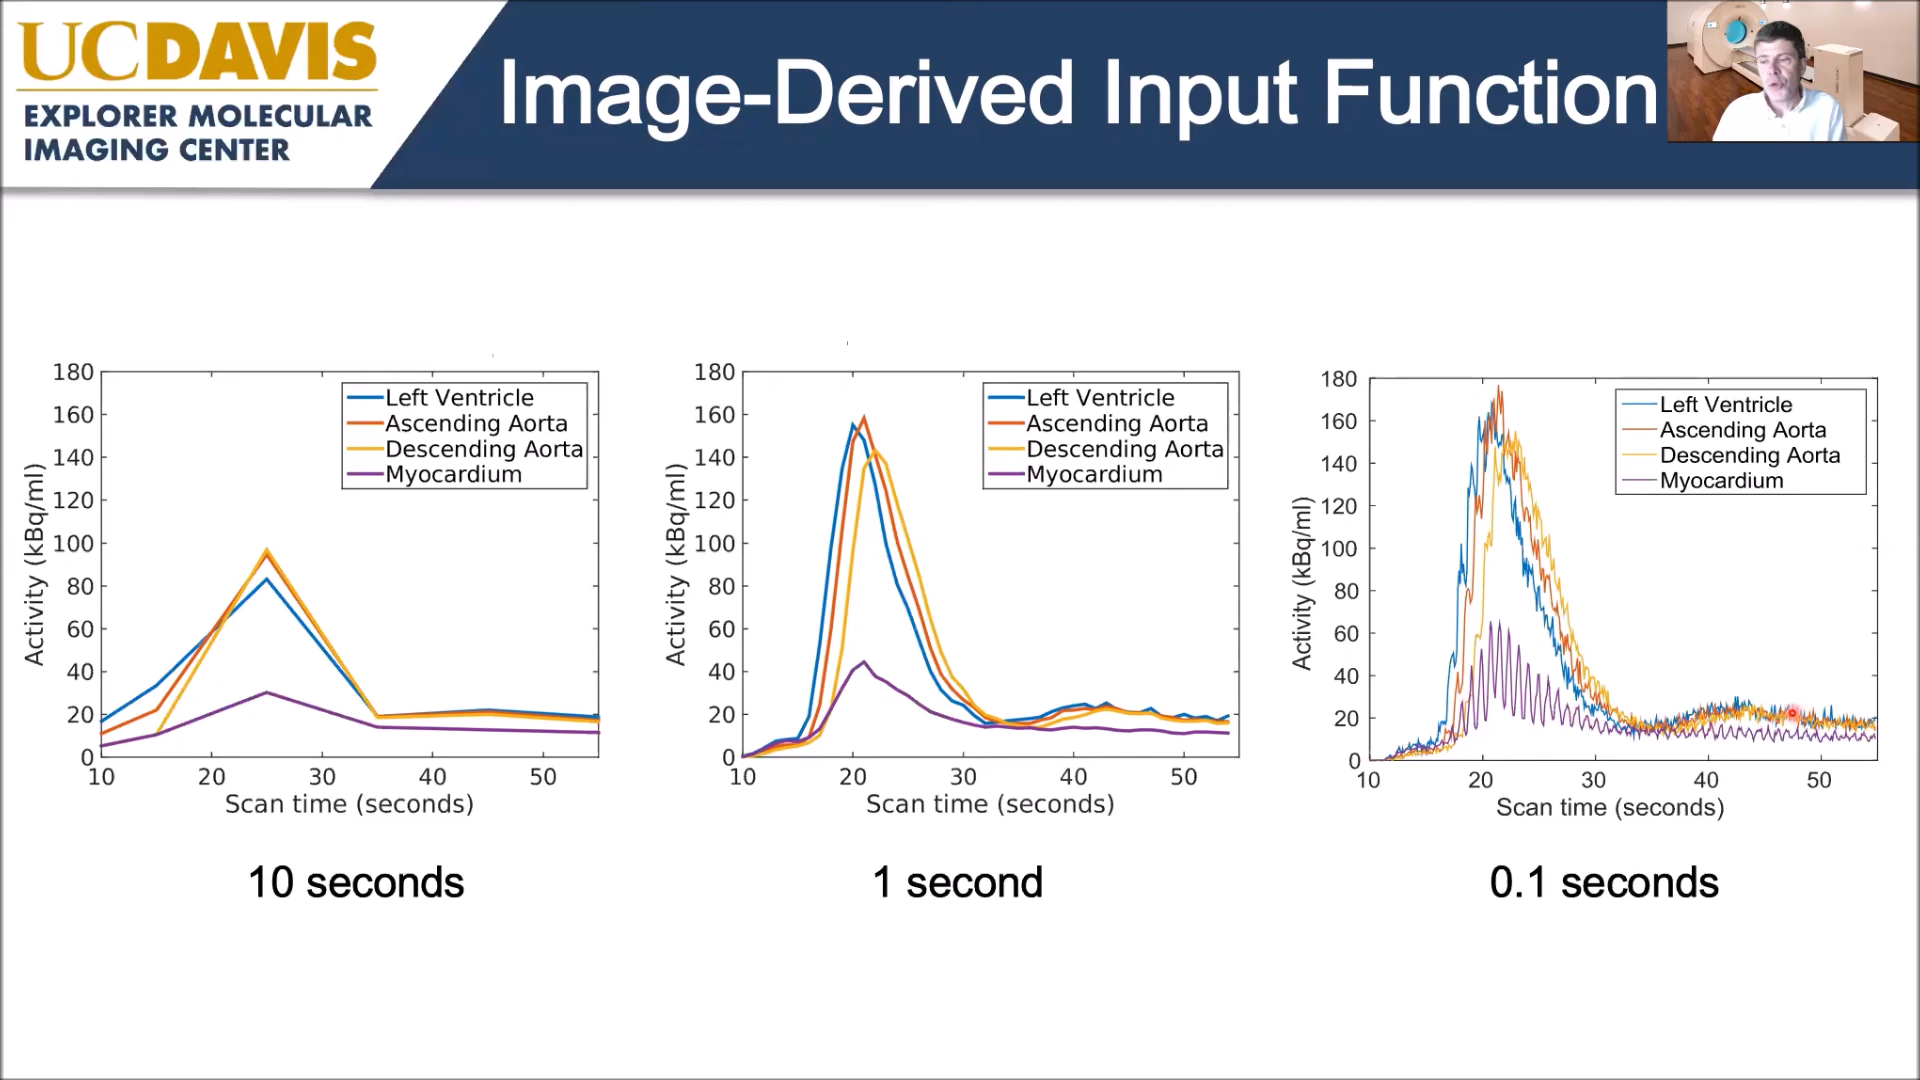 UCDAVIS
EXPLORER MOLECULAR
IMAGING CENTER
Image-Derived Input Function
180
160
140
120
100
80
60
40
20
0
Activity (kBq/ml)
Left Ventricle
Ascending Aorta
Descending Aorta
Myocardium
10 20 30 40 50
Scan time (seconds)
10 seconds
180
160
140
120
100
80
60
40
20
0
Activity (kBq/ml)
Left Ventricle
Ascending Aorta
Descending Aorta
Myocardium
10 20 30 40 50
Scan time (seconds)
1 second
180
160
140
120
100
80
60
40
20
0
Activity (kBq/ml)
Left Ventricle
Ascending Aorta
Descending Aorta
Myocardium
10 20 30 40 50
Scan time (seconds)
0.1 seconds